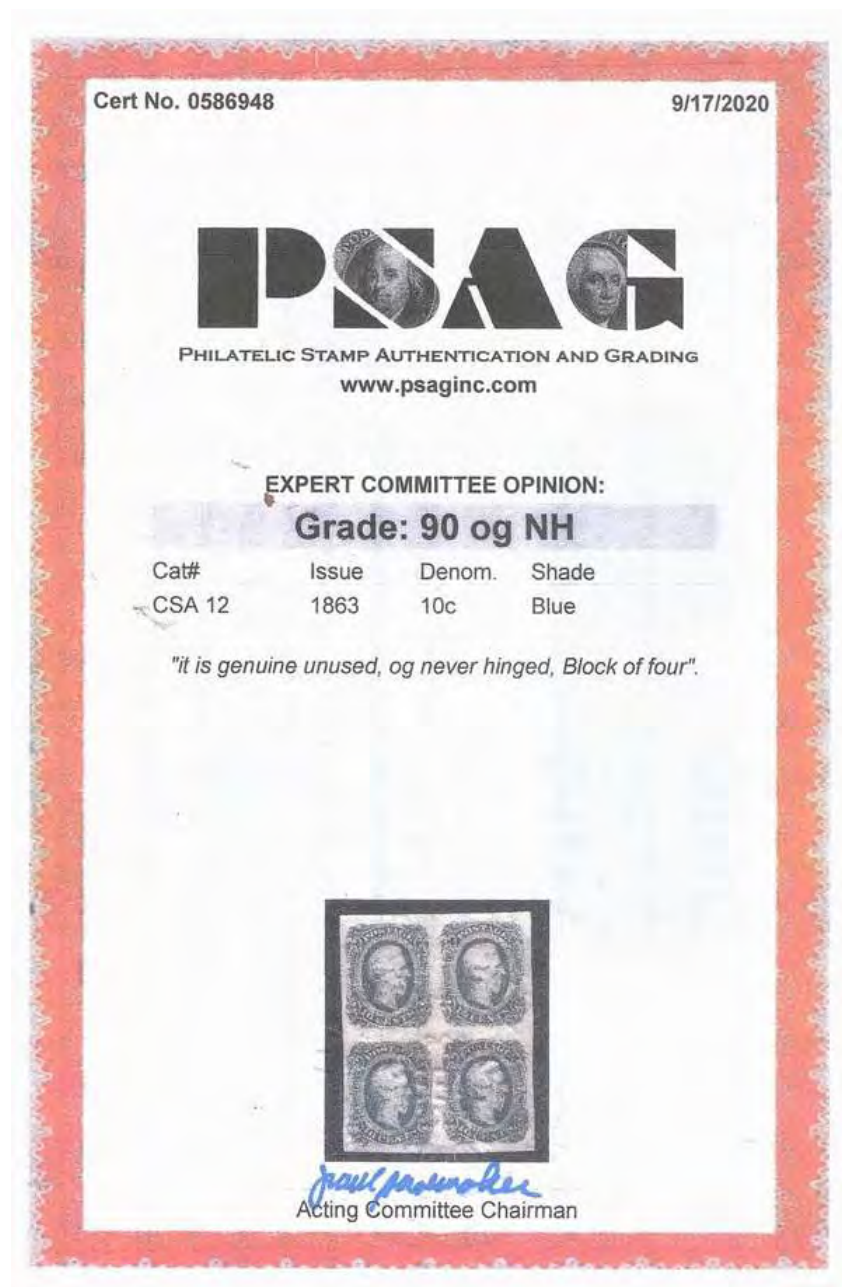 Cert No. 0586948 9/17/2020
PSAG
PHILATELIC STAMP AUTHENTICATION AND GRADING
www.psaginc.com
EXPERT COMMITTEE OPINION:
Grade: 90 og NH
Cat# Issue Denom. Shade
CSA 12 1863 10c Blue
"it is genuine unused, og never hinged, Block of four".
Acting Committee Chairman